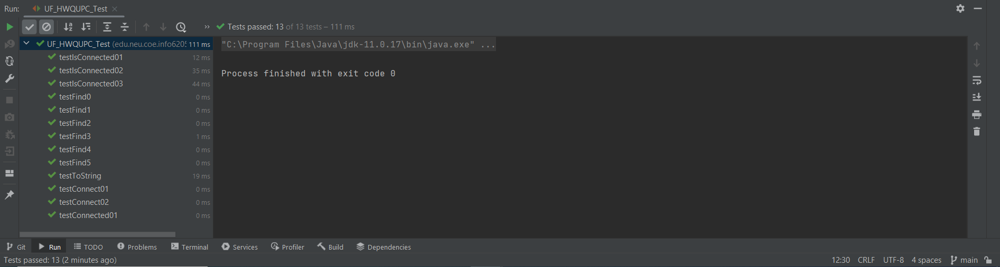 Run: UF_HWQUPC_Test
Tests passed: 13 of 13 tests – 111 ms
UF_HWQUPC_Test (edu.neu.coe.info6205 111 ms
testIsConnected01 12 ms
testIsConnected02 35 ms
testIsConnected03 44 ms
testFind0 0 ms
testFind1 0 ms
testFind2 0 ms
testFind3 1 ms
testFind4 0 ms
testFind5 0 ms
testToString 19 ms
testConnect01 0 ms
testConnect02 0 ms
testConnected01 0 ms
"C:\Program Files\Java\jdk-11.0.17\bin\java.exe" ...
Process finished with exit code 0
Git Run TODO Problems Terminal Services Profiler Build Dependencies
Tests passed: 13 (2 minutes ago) 12:30 CRLF UTF-8 4 spaces main